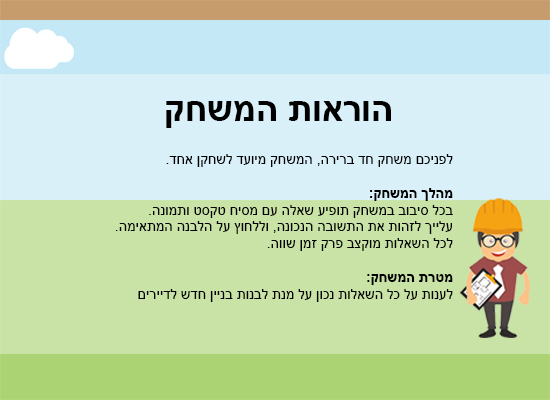 הוראות המשחק
לפניכם משחק חד ברירה, המשחק מיועד לשחקן אחד.
מהלך המשחק:
בכל סיבוב במשחק תופיע שאלה עם מסיח טקסט ותמונה.
עלייך לזהות את התשובה הנכונה, וללחוץ על הלבנה המתאימה.
לכל השאלות מוקצב פרק זמן שווה.
מטרת המשחק:
לענות על כל השאלות נכון על מנת לבנות בניין חדש לדיירים